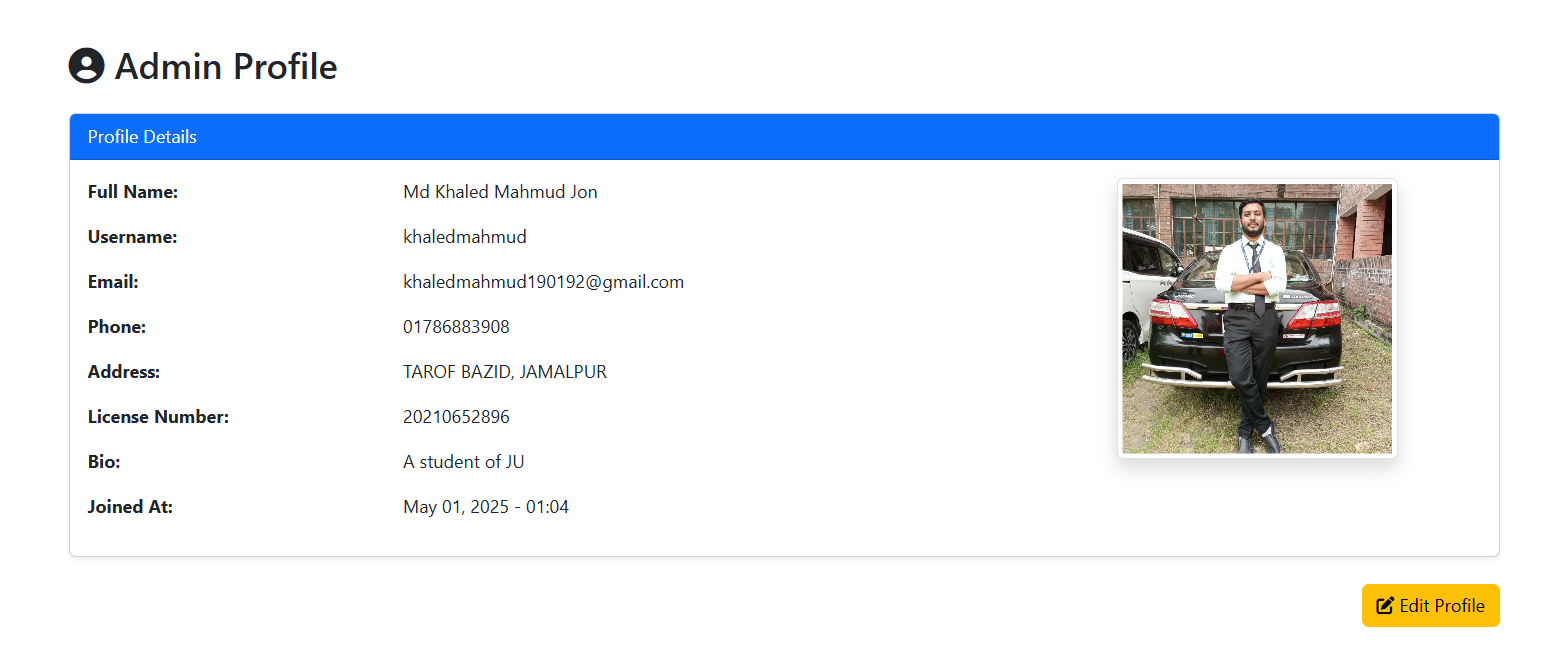 Admin Profile
Profile Details
Full Name: Md Khaled Mahmud Jon
Username: khaledmahmud
Email: khaledmahmud190192@gmail.com
Phone: 01786883908
Address: TAROF BAZID, JAMALPUR
License Number: 20210652896
Bio: A student of JU
Joined At: May 01, 2025 - 01:04
Edit Profile